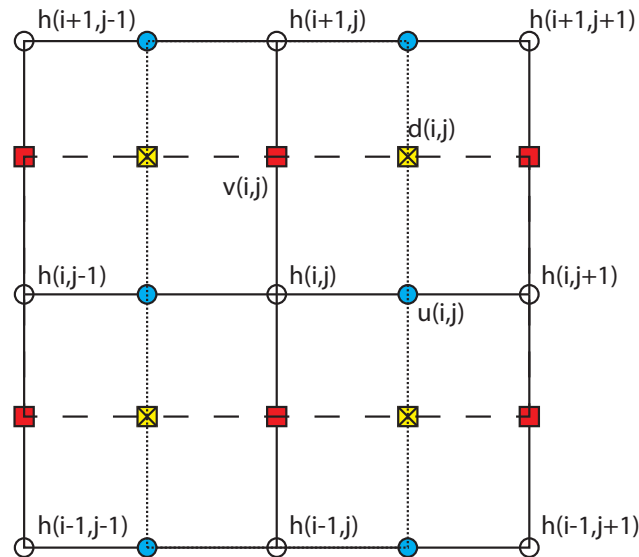 h(i+1,j-1) h(i+1,j) h(i+1,j+1)
d(i,j)
v(i,j)
h(i,j-1) h(i,j) h(i,j+1)
u(i,j)
h(i-1,j-1) h(i-1,j) h(i-1,j+1)